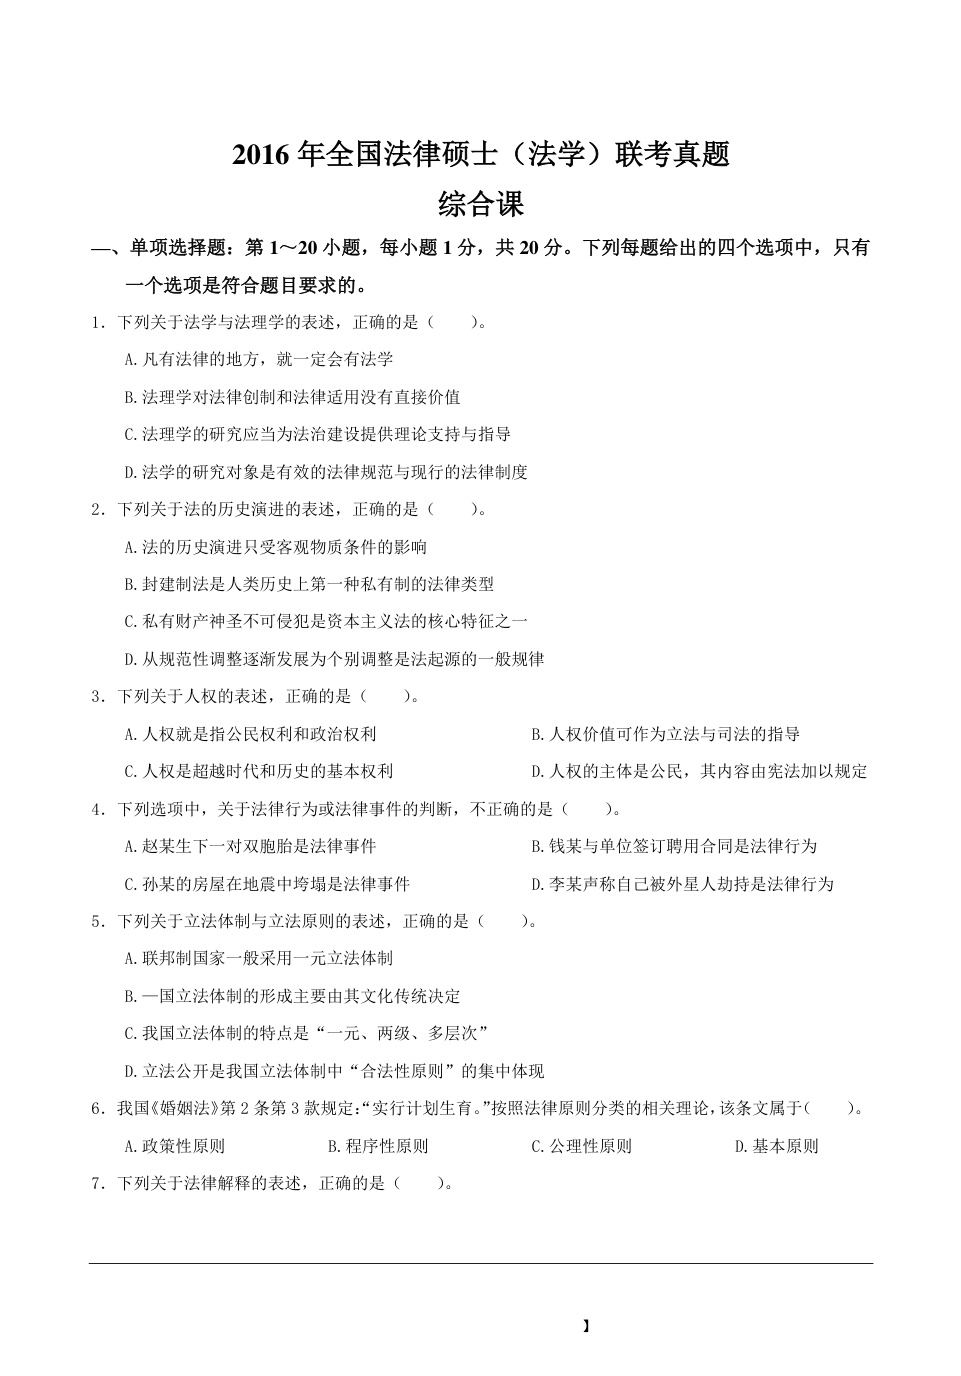 2016 年全国法律硕士（法学）联考真题
综合课
一、单项选择题：第 1～20 小题，每小题 1 分，共 20 分。下列每题给出的四个选项中，只有
一个选项是符合题目要求的。
1. 下列关于法学与法理学的表述，正确的是（　　）。
A.凡有法律的地方，就一定会有法学
B.法理学对法律创制和法律适用没有直接价值
C.法理学的研究应当为法治建设提供理论支持与指导
D.法学的研究对象是有效的法律规范与现行的法律制度
2. 下列关于法的历史演进的表述，正确的是（　　）。
A.法的历史演进只受客观物质条件的影响
B.封建制法是人类历史上第一种私有制的法律类型
C.私有财产神圣不可侵犯是资本主义法的核心特征之一
D.从规范性调整逐渐发展为个别调整是法起源的一般规律
3. 下列关于人权的表述，正确的是（　　）。
A.人权就是指公民权利和政治权利　　B.人权价值可作为立法与司法的指导
C.人权是超越时代和历史的基本权利　　D.人权的主体是公民，其内容由宪法加以规定
4. 下列选项中，关于法律行为或法律事件的判断，不正确的是（　　）。
A.赵某生下一对双胞胎是法律事件　　B.钱某与单位签订聘用合同是法律行为
C.孙某的房屋在地震中垮塌是法律事件　　D.李某声称自己被外星人劫持是法律行为
5. 下列关于立法体制与立法原则的表述，正确的是（　　）。
A.联邦制国家一般采用一元立法体制
B.—国立法体制的形成主要由其文化传统决定
C.我国立法体制的特点是“一元、两级、多层次”
D.立法公开是我国立法体制中“合法性原则”的集中体现
6. 我国《婚姻法》第 2 条第 3 款规定：“实行计划生育。”按照法律原则分类的相关理论，该条文属于（　　）。
A.政策性原则　　B.程序性原则　　C.公理性原则　　D.基本原则
7. 下列关于法律解释的表述，正确的是（　　）。
】